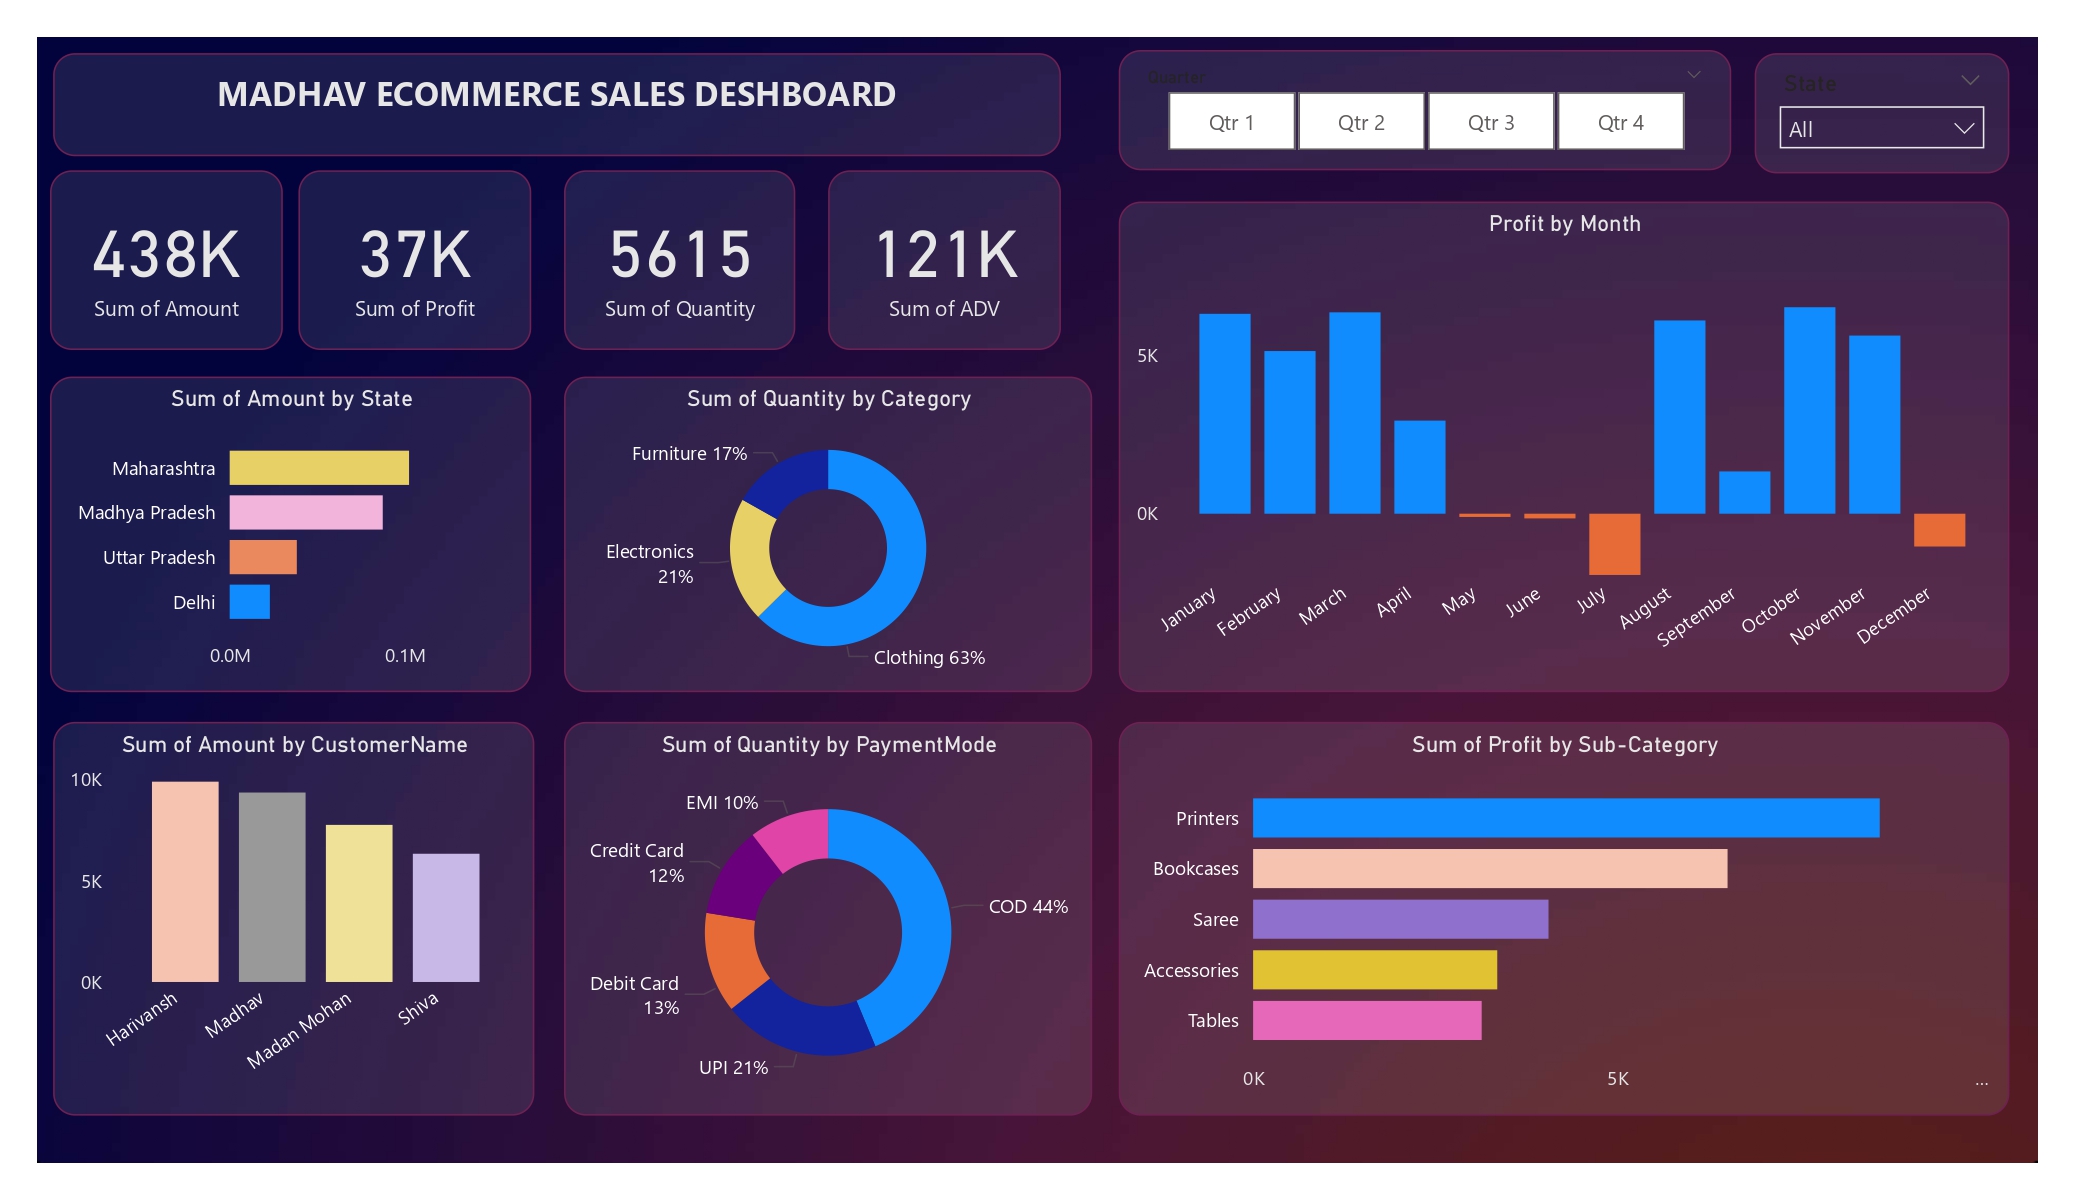 MADHAV ECOMMERCE SALES DESHBOARD
Quarter
Qtr 1
Qtr 2
Qtr 3
Qtr 4
State
All
438K
Sum of Amount
37K
Sum of Profit
5615
Sum of Quantity
121K
Sum of ADV
Profit by Month
5K
0K
January
February
March
April
May
June
July
August
September
October
November
December
Sum of Amount by State
Maharashtra
Madhya Pradesh
Uttar Pradesh
Delhi
0.0M
0.1M
Sum of Quantity by Category
Furniture 17%
Electronics
21%
Clothing 63%
Sum of Amount by CustomerName
10K
5K
0K
Harivansh
Madhav
Madan Mohan
Shiva
Sum of Quantity by PaymentMode
EMI 10%
Credit Card
12%
COD 44%
Debit Card
13%
UPI 21%
Sum of Profit by Sub-Category
Printers
Bookcases
Saree
Accessories
Tables
0K
5K
...